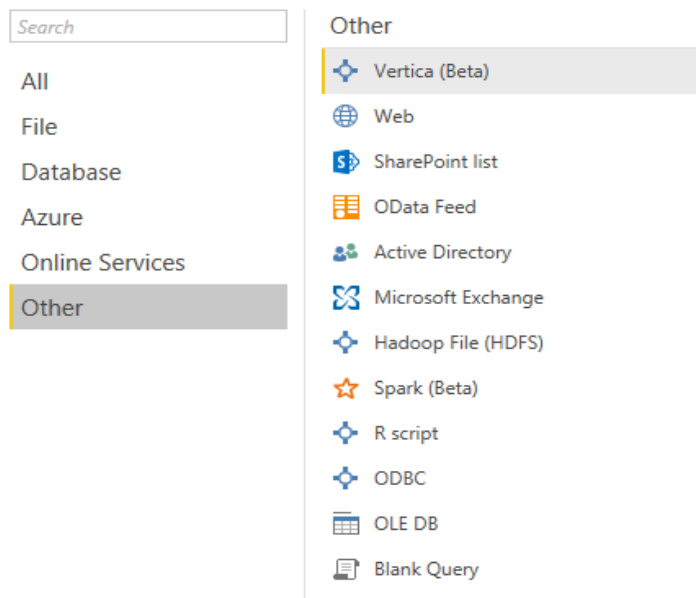 Search
All
File
Database
Azure
Online Services
Other
Other
Vertica (Beta)
Web
SharePoint list
OData Feed
Active Directory
Microsoft Exchange
Hadoop File (HDFS)
Spark (Beta)
R script
ODBC
OLE DB
Blank Query